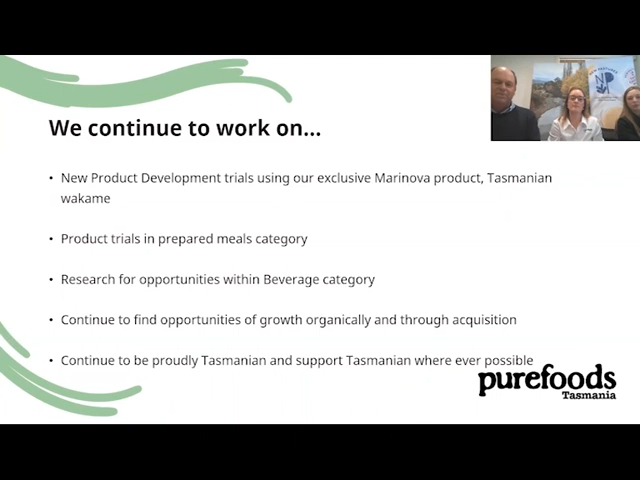 We continue to work on...
• New Product Development trials using our exclusive Marinova product, Tasmanian
wakame
• Product trials in prepared meals category
• Research for opportunities within Beverage category
• Continue to find opportunities of growth organically and through acquisition
• Continue to be proudly Tasmanian and support Tasmanian where ever possible
purefoods
Tasmania